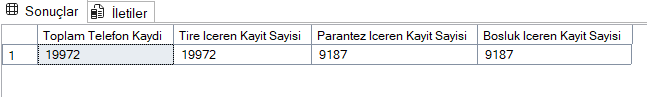 Sonuçlar İletiler
Toplam Telefon Kaydi Tire Iceren Kayit Sayisi Parantez Iceren Kayit Sayisi Bosluk Iceren Kayit Sayisi
1 19972 19972 9187 9187